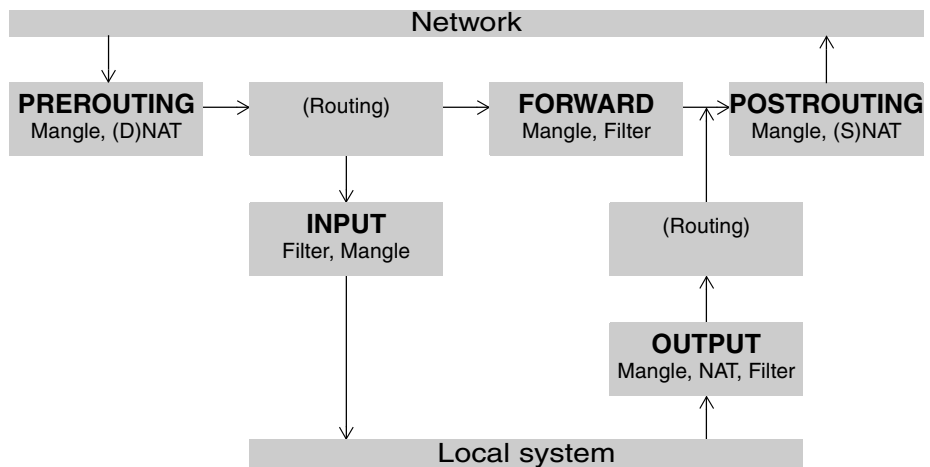 Network
PREROUTING
Mangle, (D)NAT
(Routing)
FORWARD
Mangle, Filter
POSTROUTING
Mangle, (S)NAT
INPUT
Filter, Mangle
(Routing)
OUTPUT
Mangle, NAT, Filter
Local system